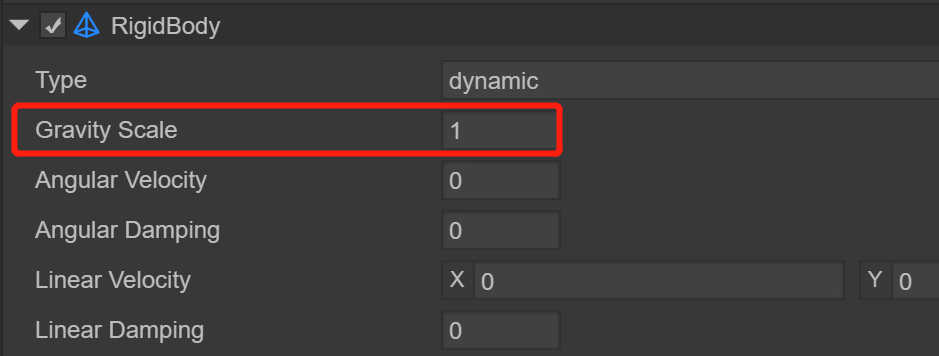 RigidBody
Type dynamic
Gravity Scale 1
Angular Velocity 0
Angular Damping 0
Linear Velocity X 0 Y 0
Linear Damping 0